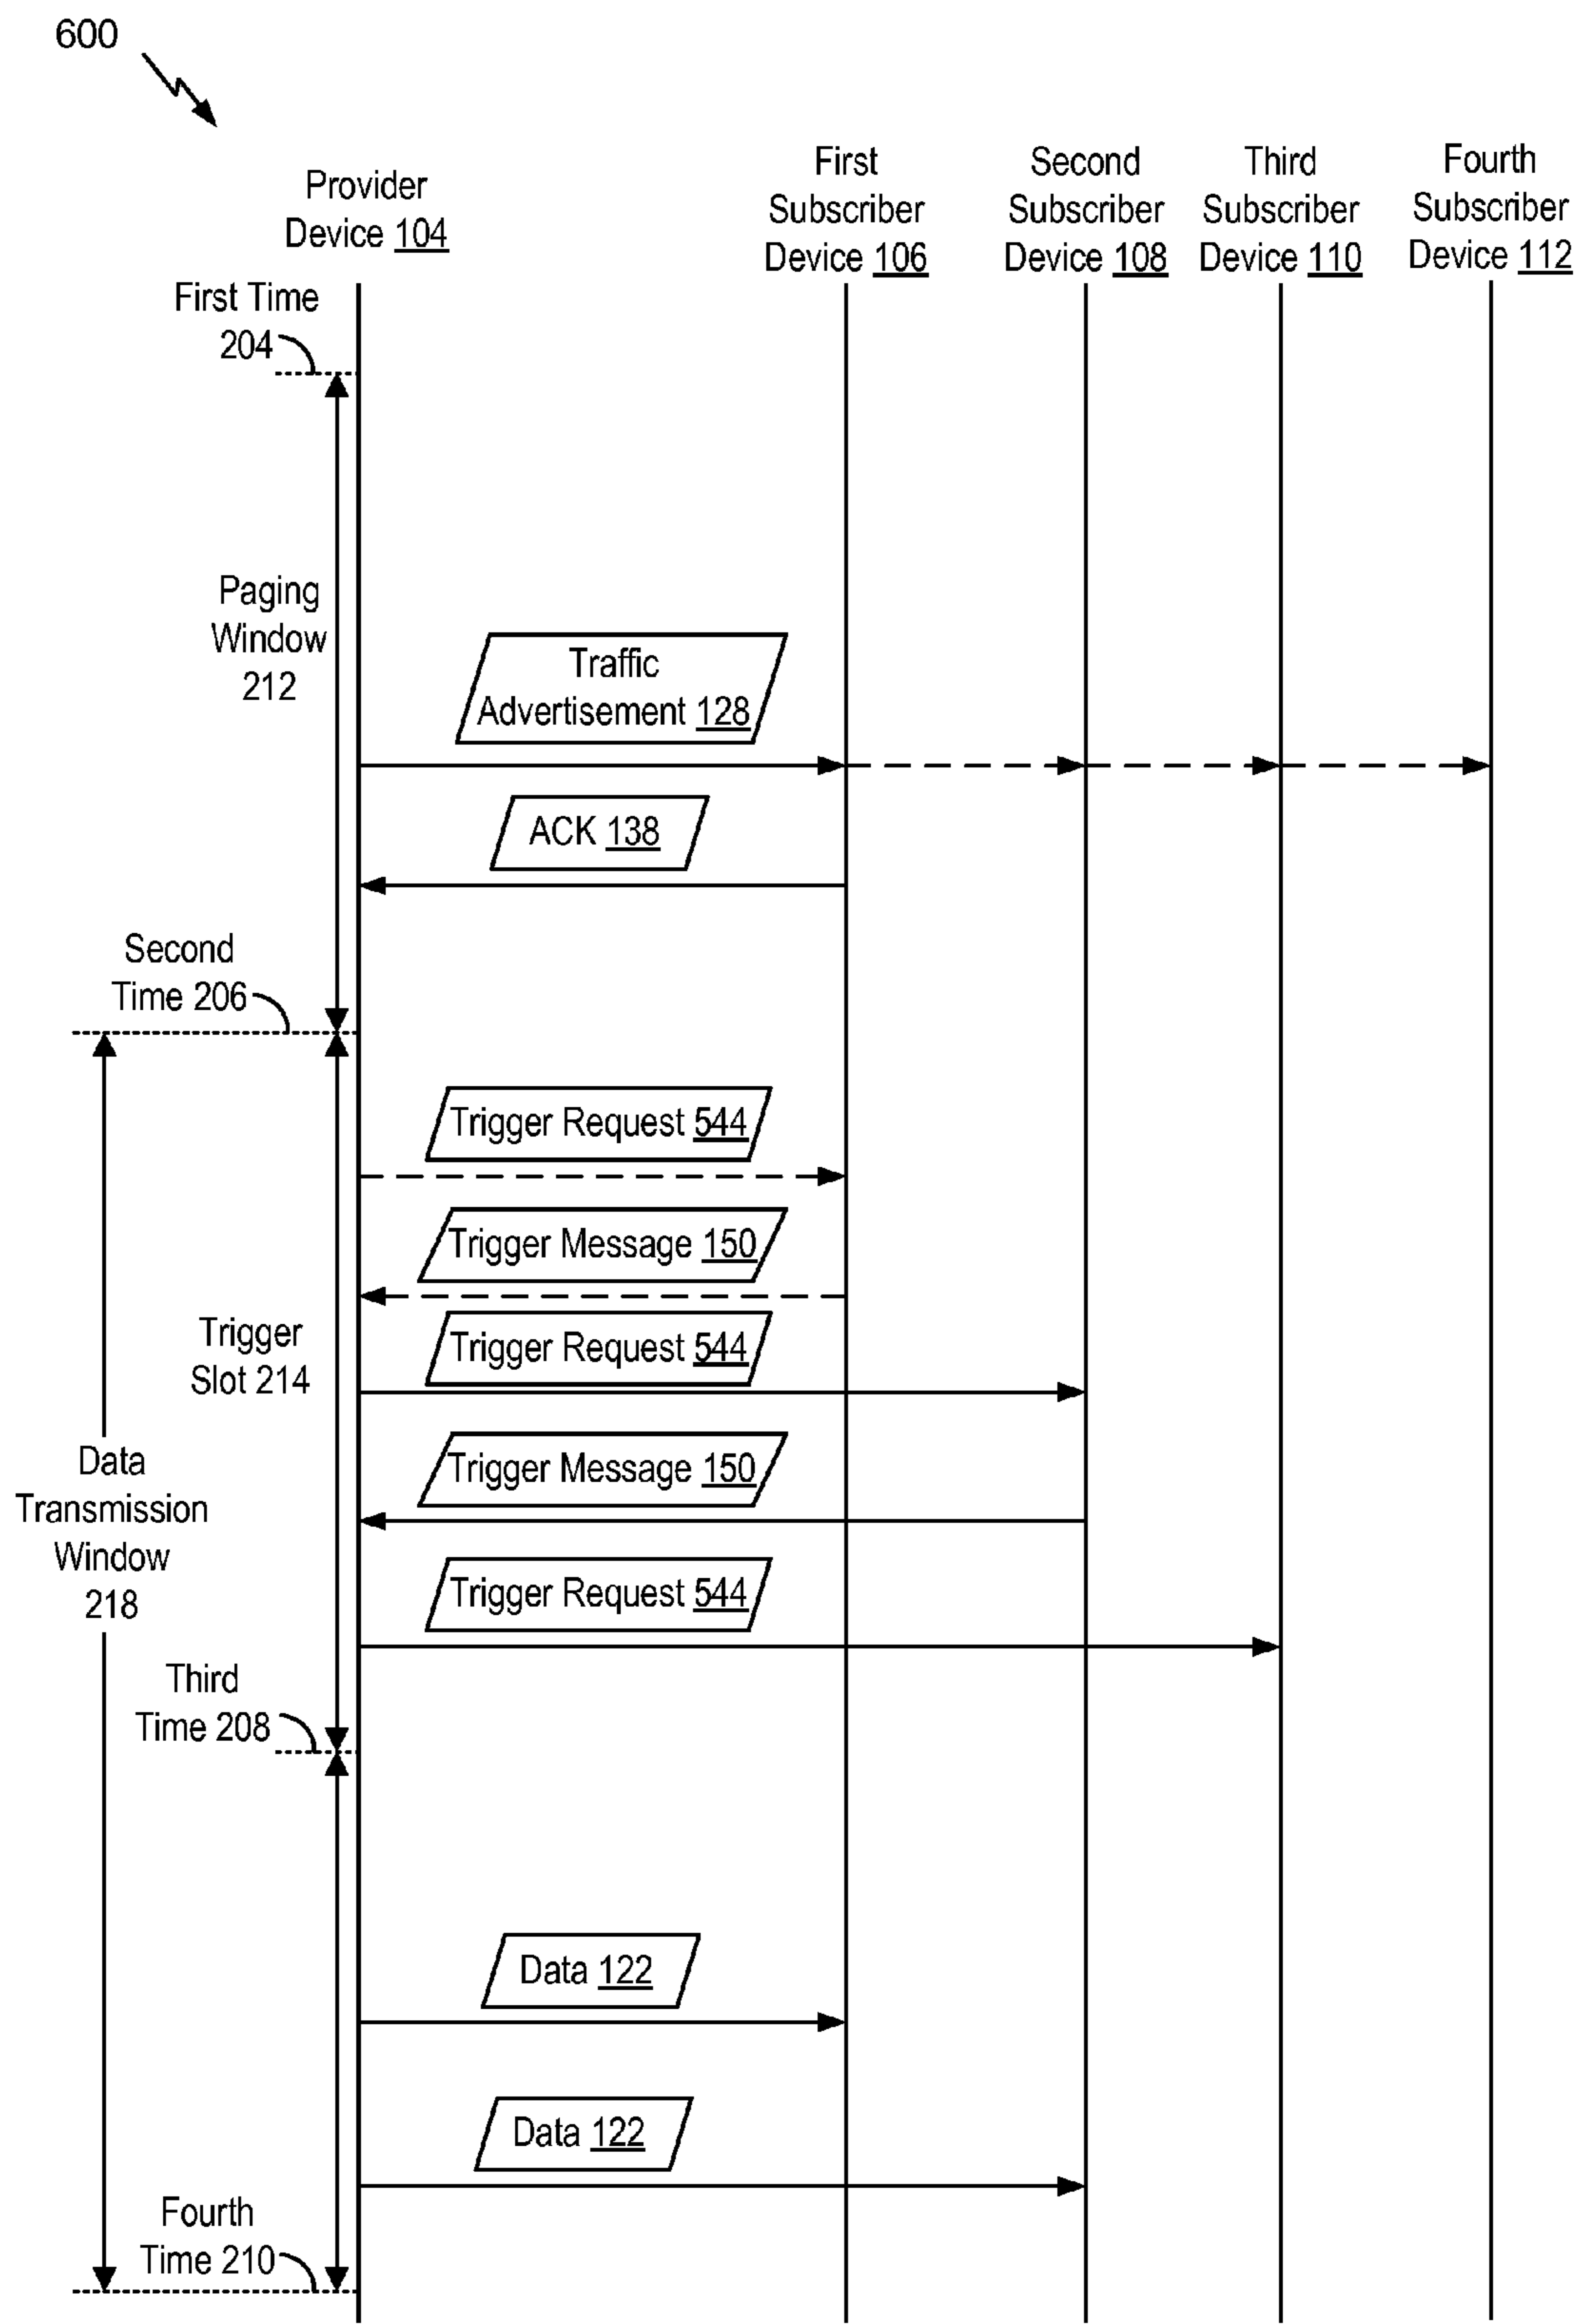 600
Provider
Device 104
First
Subscriber
Device 106
Second
Subscriber
Device 108
Third
Subscriber
Device 110
Fourth
Subscriber
Device 112
First Time
204
Paging
Window
212
Traffic
Advertisement 128
ACK 138
Second
Time 206
Trigger Request 544
Trigger Message 150
Trigger
Slot 214
Trigger Request 544
Data
Transmission
Window
218
Trigger Message 150
Trigger Request 544
Third
Time 208
Data 122
Data 122
Fourth
Time 210